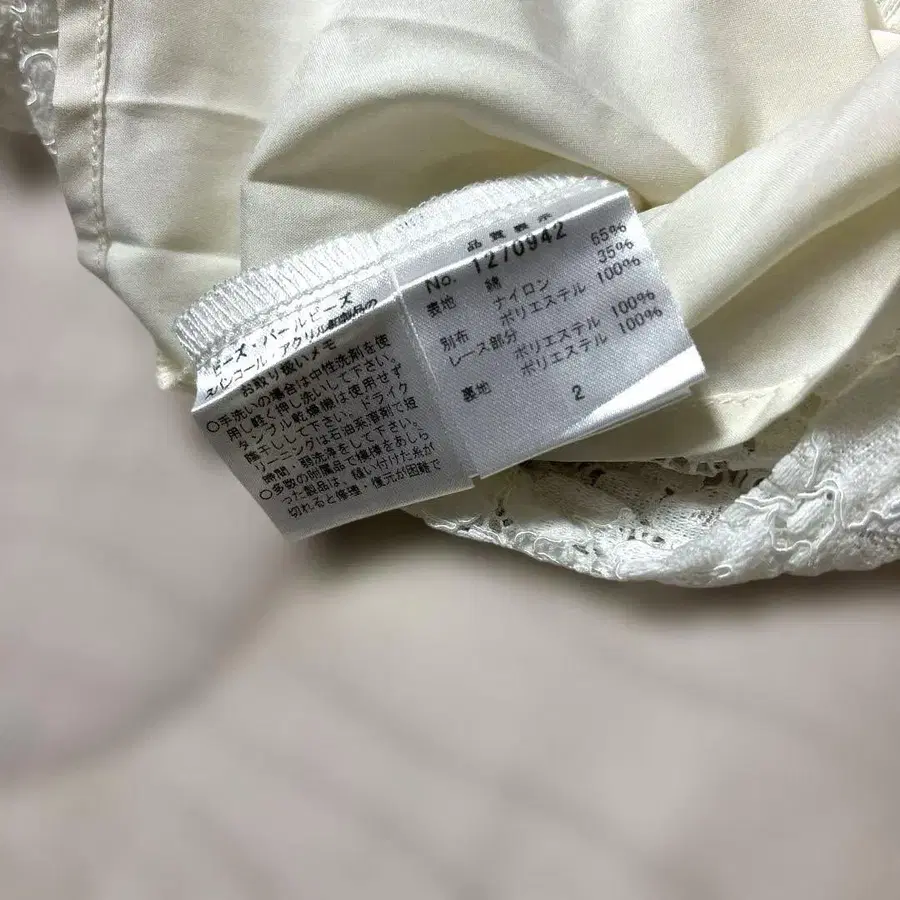 ビーズ・パールビーズ
スパンコール・アクリル製製品の
お取り扱いメモ
○手洗いの場合は中性洗剤を使
用し軽く押し洗いして下さい。
タンブル乾燥機は使用せず
陰干しして下さい。ドライク
リーニングは石油系溶剤で短
時間・弱洗浄をして下さい。
○多数の附属品で模様をあしら
った製品は、縫い付けた糸が
切れると修理・復元が困難で
品質表示
No. 1270942
表地 綿 65%
ナイロン 35%
別布 ポリエステル 100%
レース部分
ポリエステル 100%
裏地 ポリエステル 100%
2